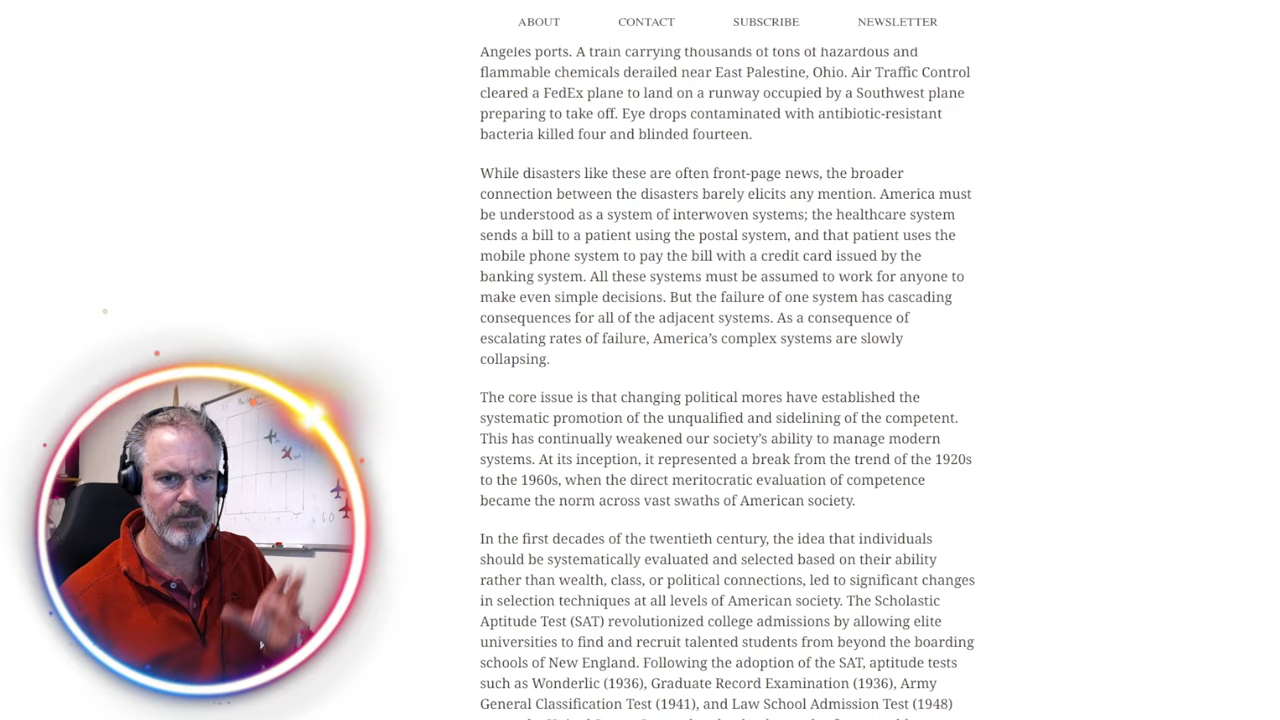 ABOUT CONTACT SUBSCRIBE NEWSLETTER
Angeles ports. A train carrying thousands of tons of hazardous and
flammable chemicals derailed near East Palestine, Ohio. Air Traffic Control
cleared a FedEx plane to land on a runway occupied by a Southwest plane
preparing to take off. Eye drops contaminated with antibiotic-resistant
bacteria killed four and blinded fourteen.
While disasters like these are often front-page news, the broader
connection between the disasters barely elicits any mention. America must
be understood as a system of interwoven systems; the healthcare system
sends a bill to a patient using the postal system, and that patient uses the
mobile phone system to pay the bill with a credit card issued by the
banking system. All these systems must be assumed to work for anyone to
make even simple decisions. But the failure of one system has cascading
consequences for all of the adjacent systems. As a consequence of
escalating rates of failure, America’s complex systems are slowly
collapsing.
The core issue is that changing political mores have established the
systematic promotion of the unqualified and sidelining of the competent.
This has continually weakened our society’s ability to manage modern
systems. At its inception, it represented a break from the trend of the 1920s
to the 1960s, when the direct meritocratic evaluation of competence
became the norm across vast swaths of American society.
In the first decades of the twentieth century, the idea that individuals
should be systematically evaluated and selected based on their ability
rather than wealth, class, or political connections, led to significant changes
in selection techniques at all levels of American society. The Scholastic
Aptitude Test (SAT) revolutionized college admissions by allowing elite
universities to find and recruit talented students from beyond the boarding
schools of New England. Following the adoption of the SAT, aptitude tests
such as Wonderlic (1936), Graduate Record Examination (1936), Army
General Classification Test (1941), and Law School Admission Test (1948)